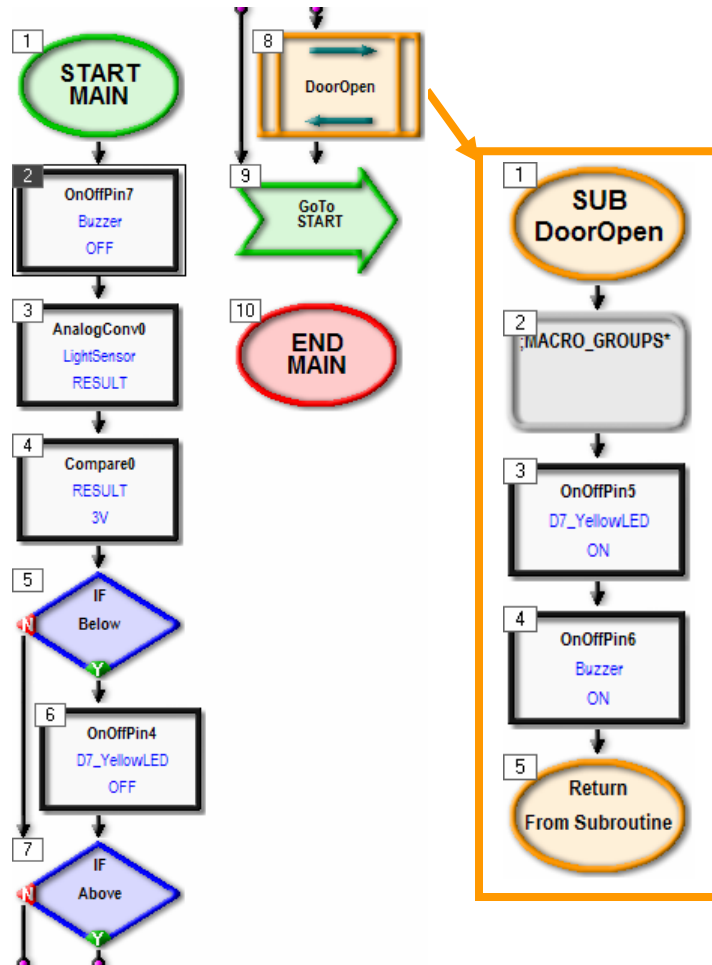 1
START
MAIN
2
OnOffPin7
Buzzer
OFF
3
AnalogConv0
LightSensor
RESULT
4
Compare0
RESULT
3V
5
IF
Below
N
Y
6
OnOffPin4
D7_YellowLED
OFF
7
IF
Above
N
Y
8
DoorOpen
9
GoTo
START
10
END
MAIN
1
SUB
DoorOpen
2
;MACRO_GROUPS*
3
OnOffPin5
D7_YellowLED
ON
4
OnOffPin6
Buzzer
ON
5
Return
From Subroutine